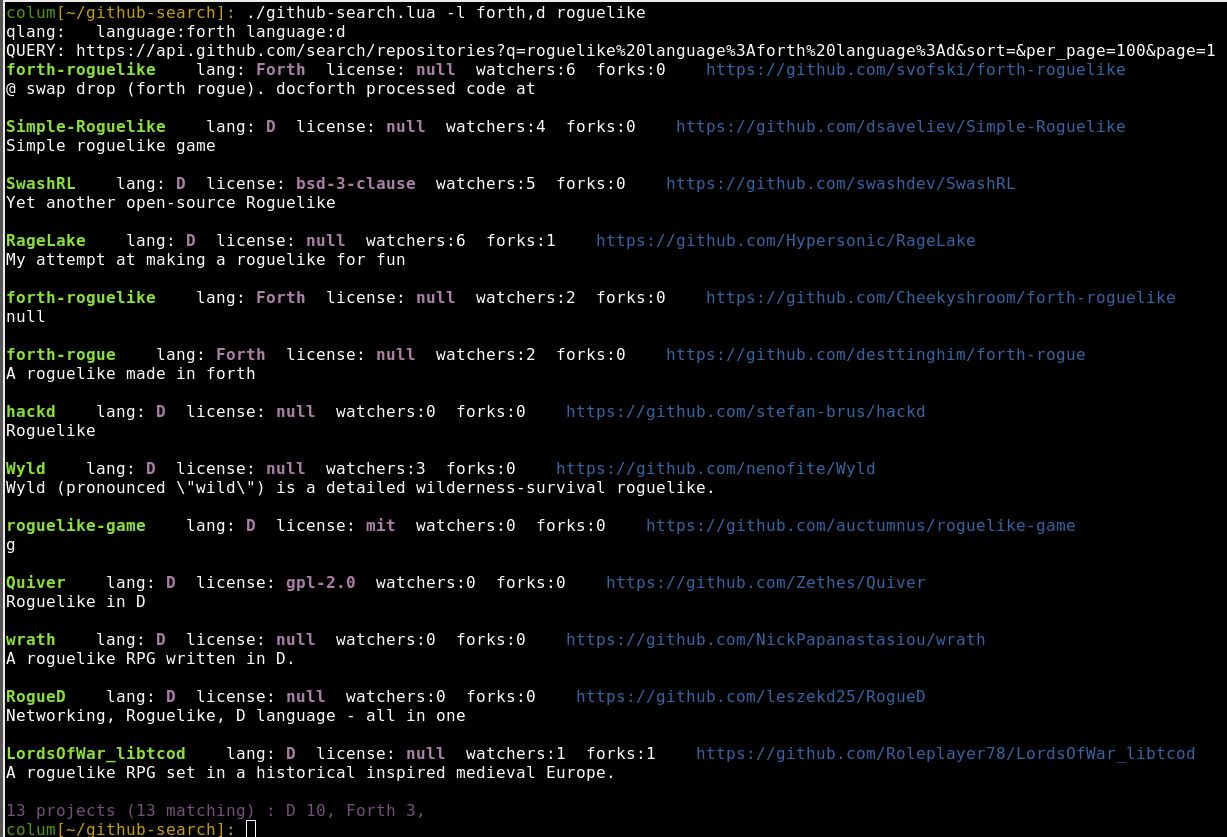 colum[~/github-search]: ./github-search.lua -l forth,d roguelike
qlang:   language:forth language:d
QUERY: https://api.github.com/search/repositories?q=roguelike%20language%3Aforth%20language%3Ad&sort=&per_page=100&page=1
forth-roguelike    lang: Forth  license: null  watchers:6  forks:0    https://github.com/svofski/forth-roguelike
@ swap drop (forth rogue). docforth processed code at

Simple-Roguelike    lang: D  license: null  watchers:4  forks:0    https://github.com/dsaveliev/Simple-Roguelike
Simple roguelike game

SwashRL    lang: D  license: bsd-3-clause  watchers:5  forks:0    https://github.com/swashdev/SwashRL
Yet another open-source Roguelike

RageLake    lang: D  license: null  watchers:6  forks:1    https://github.com/Hypersonic/RageLake
My attempt at making a roguelike for fun

forth-roguelike    lang: Forth  license: null  watchers:2  forks:0    https://github.com/Cheekyshroom/forth-roguelike
null

forth-rogue    lang: Forth  license: null  watchers:2  forks:0    https://github.com/desttinghim/forth-rogue
A roguelike made in forth

hackd    lang: D  license: null  watchers:0  forks:0    https://github.com/stefan-brus/hackd
Roguelike

Wyld    lang: D  license: null  watchers:3  forks:0    https://github.com/nenofite/Wyld
Wyld (pronounced \"wild\") is a detailed wilderness-survival roguelike.

roguelike-game    lang: D  license: mit  watchers:0  forks:0    https://github.com/auctumnus/roguelike-game
g

Quiver    lang: D  license: gpl-2.0  watchers:0  forks:0    https://github.com/Zethes/Quiver
Roguelike in D

wrath    lang: D  license: null  watchers:0  forks:0    https://github.com/NickPapanastasiou/wrath
A roguelike RPG written in D.

RogueD    lang: D  license: null  watchers:0  forks:0    https://github.com/leszekd25/RogueD
Networking, Roguelike, D language - all in one

LordsOfWar_libtcod    lang: D  license: null  watchers:1  forks:1    https://github.com/Roleplayer78/LordsOfWar_libtcod
A roguelike RPG set in a historical inspired medieval Europe.

13 projects (13 matching) : D 10, Forth 3,
colum[~/github-search]: